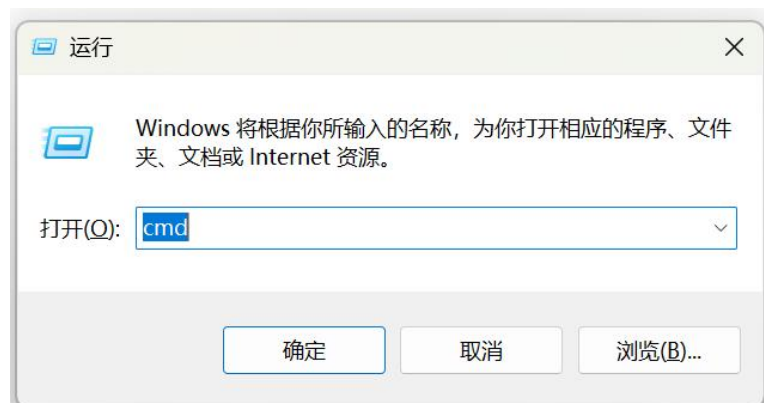 运行
Windows 将根据你所输入的名称，为你打开相应的程序、文件
夹、文档或 Internet 资源。
打开(O): cmd
确定 取消 浏览(B)...